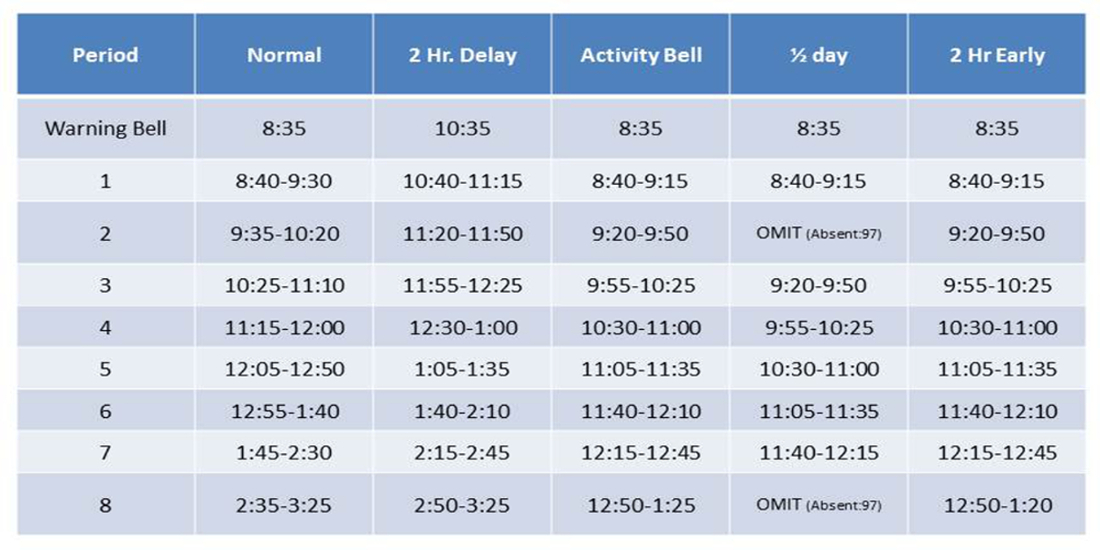 Period Normal 2 Hr. Delay Activity Bell ½ day 2 Hr Early
Warning Bell 8:35 10:35 8:35 8:35 8:35
1 8:40-9:30 10:40-11:15 8:40-9:15 8:40-9:15 8:40-9:15
2 9:35-10:20 11:20-11:50 9:20-9:50 OMIT (Absent:97) 9:20-9:50
3 10:25-11:10 11:55-12:25 9:55-10:25 9:20-9:50 9:55-10:25
4 11:15-12:00 12:30-1:00 10:30-11:00 9:55-10:25 10:30-11:00
5 12:05-12:50 1:05-1:35 11:05-11:35 10:30-11:00 11:05-11:35
6 12:55-1:40 1:40-2:10 11:40-12:10 11:05-11:35 11:40-12:10
7 1:45-2:30 2:15-2:45 12:15-12:45 11:40-12:15 12:15-12:45
8 2:35-3:25 2:50-3:25 12:50-1:25 OMIT (Absent:97) 12:50-1:20